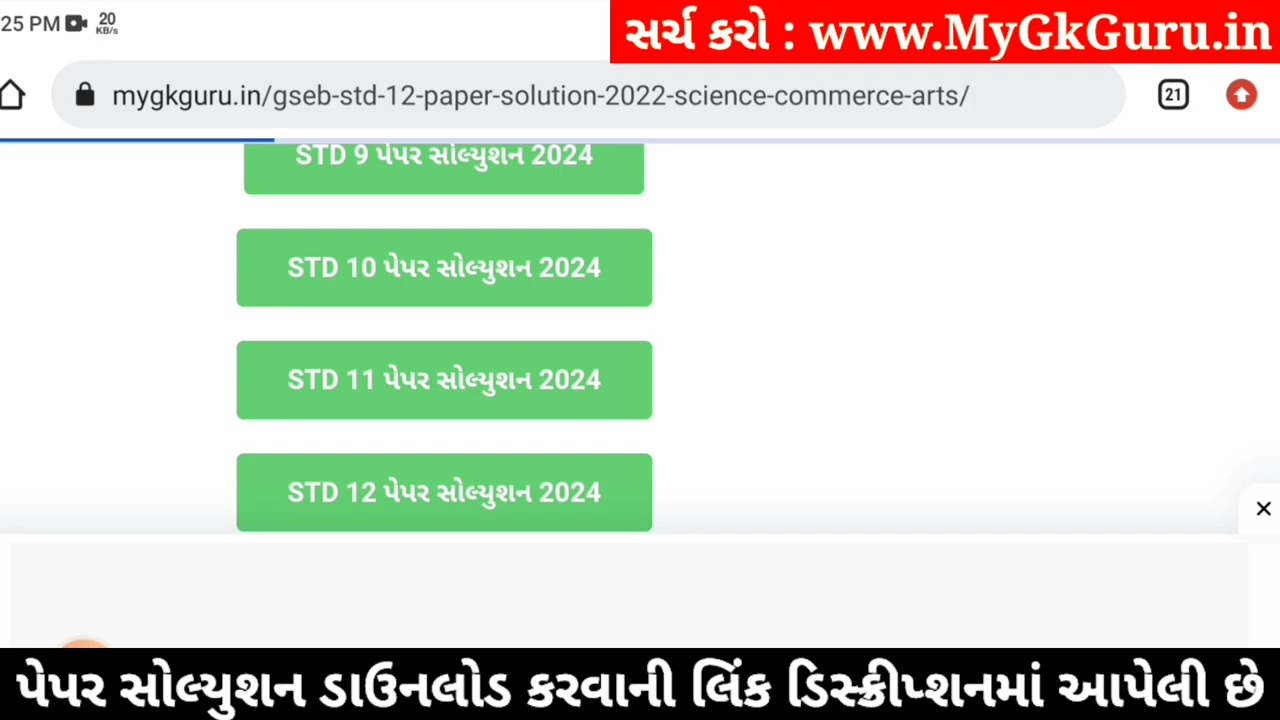 25 PM 20 KB/s
સર્ચ કરો : www.MyGkGuru.in
mygkguru.in/gseb-std-12-paper-solution-2022-science-commerce-arts/
21
STD 9 પેપર સોલ્યુશન 2024
STD 10 પેપર સોલ્યુશન 2024
STD 11 પેપર સોલ્યુશન 2024
STD 12 પેપર સોલ્યુશન 2024
પેપર સોલ્યુશન ડાઉનલોડ કરવાની લિંક ડિસ્ક્રીપ્શનમાં આપેલી છે